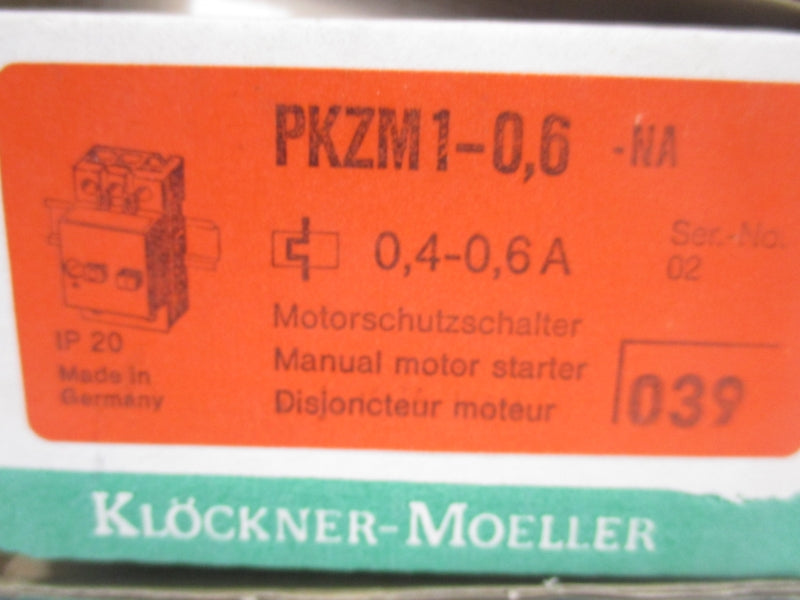 PKZM1-0,6 -NA
0,4-0,6 A
Ser.-No.
02
Motorschutzschalter
Manual motor starter
Disjoncteur moteur
IP 20
Made in
Germany
039
KLÖCKNER-MOELLER